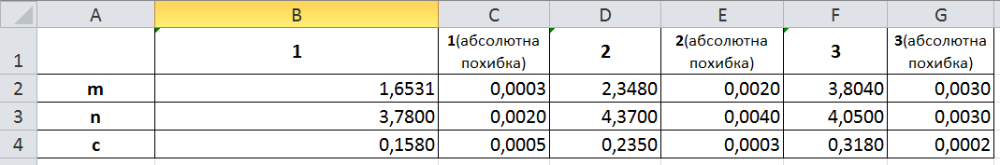 A B C D E F G
1 1 1(абсолютна похибка) 2 2(абсолютна похибка) 3 3(абсолютна похибка)
2 m 1,6531 0,0003 2,3480 0,0020 3,8040 0,0030
3 n 3,7800 0,0020 4,3700 0,0040 4,0500 0,0030
4 c 0,1580 0,0005 0,2350 0,0003 0,3180 0,0002